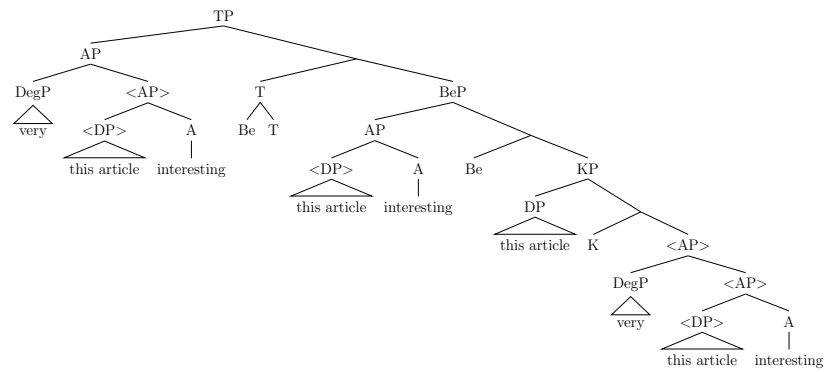 TP
AP
DegP <AP> T BeP
very <DP> A Be T AP
this article interesting <DP> A Be KP
this article interesting DP
this article K <AP>
DegP <AP>
very <DP> A
this article interesting